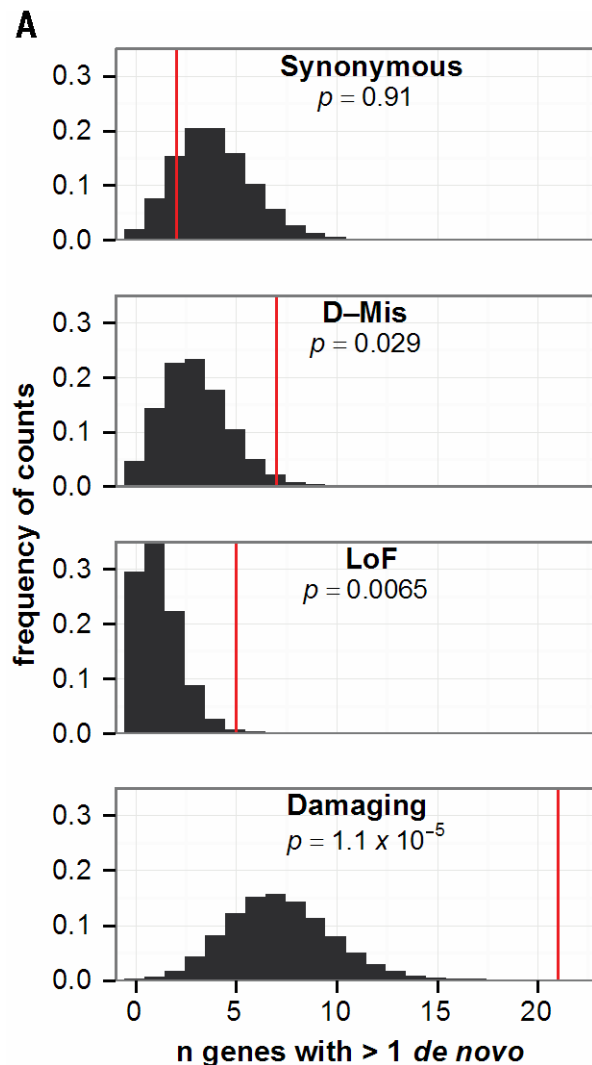 A
frequency of counts
Synonymous
p = 0.91
0.3
0.2
0.1
0.0
D–Mis
p = 0.029
0.3
0.2
0.1
0.0
LoF
p = 0.0065
0.3
0.2
0.1
0.0
Damaging
p = 1.1 x 10⁻⁵
0.3
0.2
0.1
0.0
0 5 10 15 20
n genes with > 1 de novo